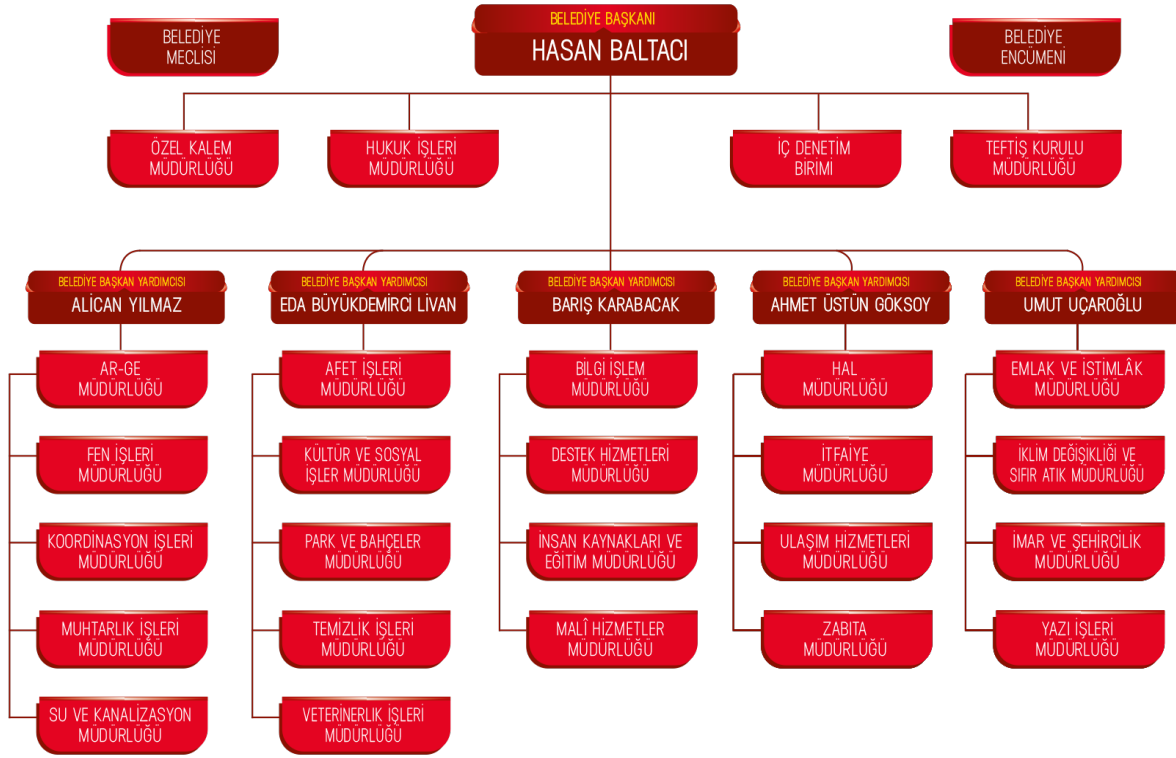 BELEDİYE BAŞKANI
HASAN BALTACI
BELEDİYE
MECLİSİ
BELEDİYE
ENCÜMENİ
ÖZEL KALEM
MÜDÜRLÜĞÜ
HUKUK İŞLERİ
MÜDÜRLÜĞÜ
İÇ DENETİM
BİRİMİ
TEFTİŞ KURULU
MÜDÜRLÜĞÜ
BELEDİYE BAŞKAN YARDIMCISI
ALİCAN YILMAZ
AR-GE
MÜDÜRLÜĞÜ
FEN İŞLERİ
MÜDÜRLÜĞÜ
KOORDİNASYON İŞLERİ
MÜDÜRLÜĞÜ
MUHTARLIK İŞLERİ
MÜDÜRLÜĞÜ
SU VE KANALİZASYON
MÜDÜRLÜĞÜ
BELEDİYE BAŞKAN YARDIMCISI
EDA BÜYÜKDEMİRCİ LİVAN
AFET İŞLERİ
MÜDÜRLÜĞÜ
KÜLTÜR VE SOSYAL
İŞLER MÜDÜRLÜĞÜ
PARK VE BAHÇELER
MÜDÜRLÜĞÜ
TEMİZLİK İŞLERİ
MÜDÜRLÜĞÜ
VETERİNERLIK İŞLERİ
MÜDÜRLÜĞÜ
BELEDİYE BAŞKAN YARDIMCISI
BARIŞ KARABACAK
BİLGİ İŞLEM
MÜDÜRLÜĞÜ
DESTEK HİZMETLERİ
MÜDÜRLÜĞÜ
İNSAN KAYNAKLARI VE
EĞİTİM MÜDÜRLÜĞÜ
MALÎ HİZMETLER
MÜDÜRLÜĞÜ
BELEDİYE BAŞKAN YARDIMCISI
AHMET ÜSTÜN GÖKSOY
HAL
MÜDÜRLÜĞÜ
İTFAİYE
MÜDÜRLÜĞÜ
ULAŞIM HİZMETLERİ
MÜDÜRLÜĞÜ
ZABITA
MÜDÜRLÜĞÜ
BELEDİYE BAŞKAN YARDIMCISI
UMUT UÇAROĞLU
EMLAK VE İSTİMLÂK
MÜDÜRLÜĞÜ
İKLİM DEĞİŞİKLİĞİ VE
SIFIR ATIK MÜDÜRLÜĞÜ
İMAR VE ŞEHİRCİLİK
MÜDÜRLÜĞÜ
YAZI İŞLERİ
MÜDÜRLÜĞÜ